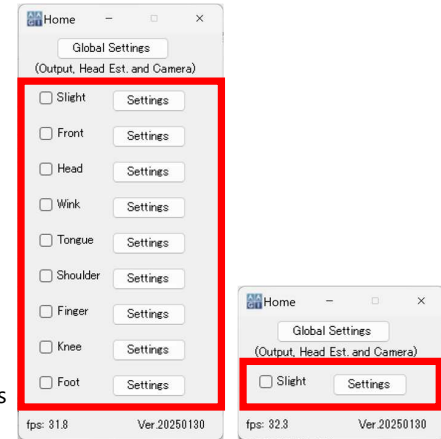 Home
Global Settings
(Output, Head Est. and Camera)
Slight Settings
Front Settings
Head Settings
Wink Settings
Tongue Settings
Shoulder Settings
Finger Settings
Knee Settings
Foot Settings
fps: 31.8 Ver.20250130
s
Home
Global Settings
(Output, Head Est. and Camera)
Slight Settings
fps: 32.3 Ver.20250130